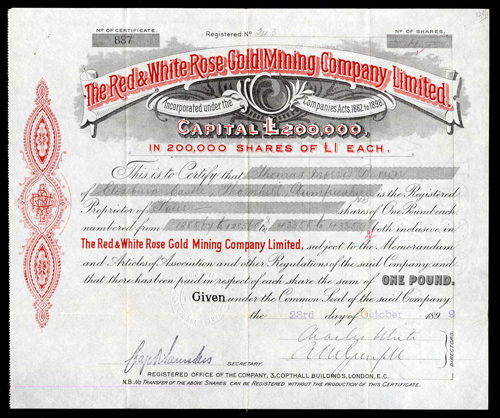 Nº OF CERTIFICATE
887
Registered Nº
Nº OF SHARES,
The Red & White Rose Gold Mining Company Limited.
Incorporated under the Companies Acts, 1862 to 1898
CAPITAL £200,000,
IN 200,000 SHARES OF £1 EACH.
This is to Certify that Thomas
of is the Registered
Proprietor of shares of One Pound each
numbered from to both inclusive, in
The Red & White Rose Gold Mining Company Limited, subject to the Memorandum
and Articles of Association and other Regulations of the said Company, and
that there has been paid in respect of each share the sum of ONE POUND.
Given under the Common Seal of the said Company
the 23rd day of October 1899
Charles White
DIRECTORS.
Saunders
SECRETARY.
REGISTERED OFFICE OF THE COMPANY, 3, COPTHALL BUILDINGS, LONDON, E.C.
N.B. NO TRANSFER OF THE ABOVE SHARES CAN BE REGISTERED WITHOUT THE PRODUCTION OF THIS CERTIFICATE.